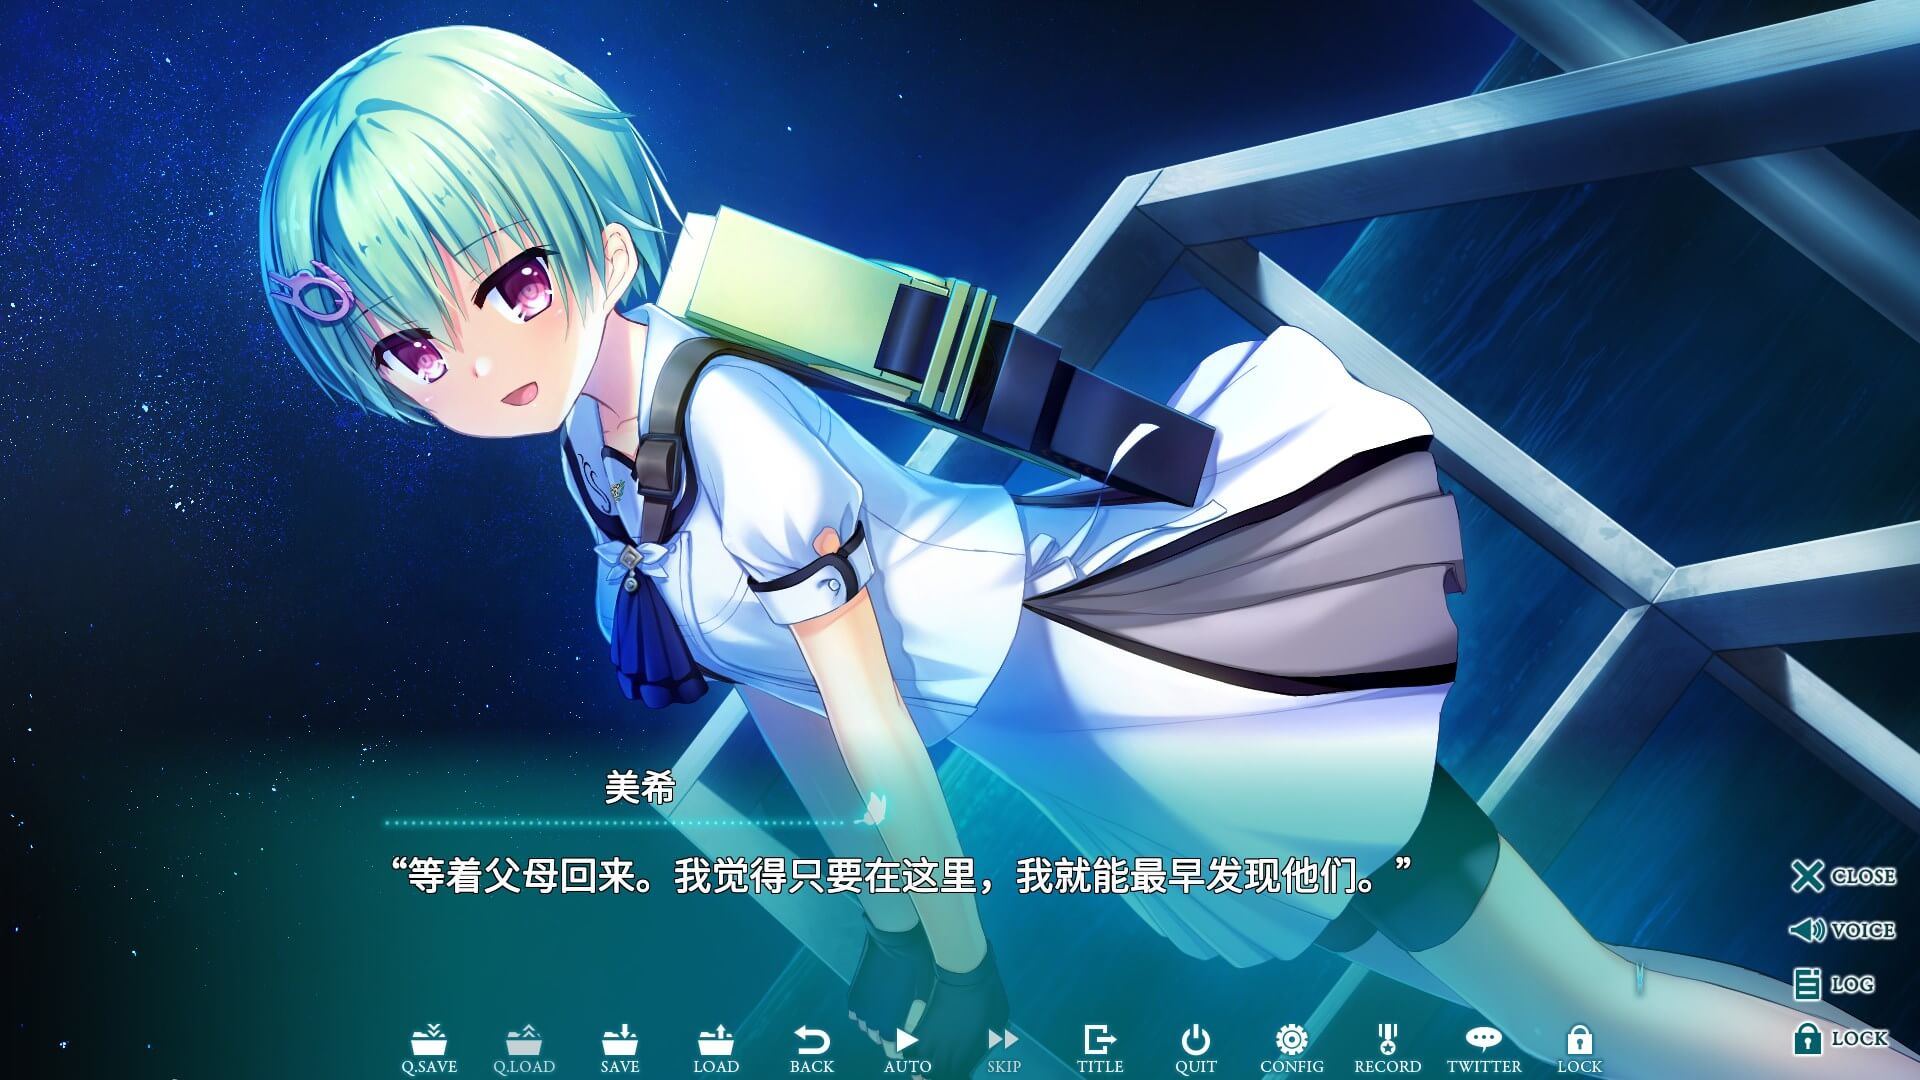 美希
“等着父母回来。我觉得只要在这里，我就能最早发现他们。”
CLOSE
VOICE
LOG
LOCK
Q.SAVE Q.LOAD SAVE LOAD BACK AUTO SKIP TITLE QUIT CONFIG RECORD TWITTER LOCK